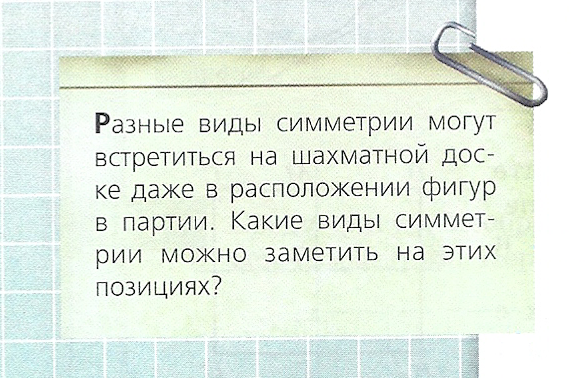 Разные виды симметрии могут
встретиться на шахматной дос-
ке даже в расположении фигур
в партии. Какие виды симмет-
рии можно заметить на этих
позициях?